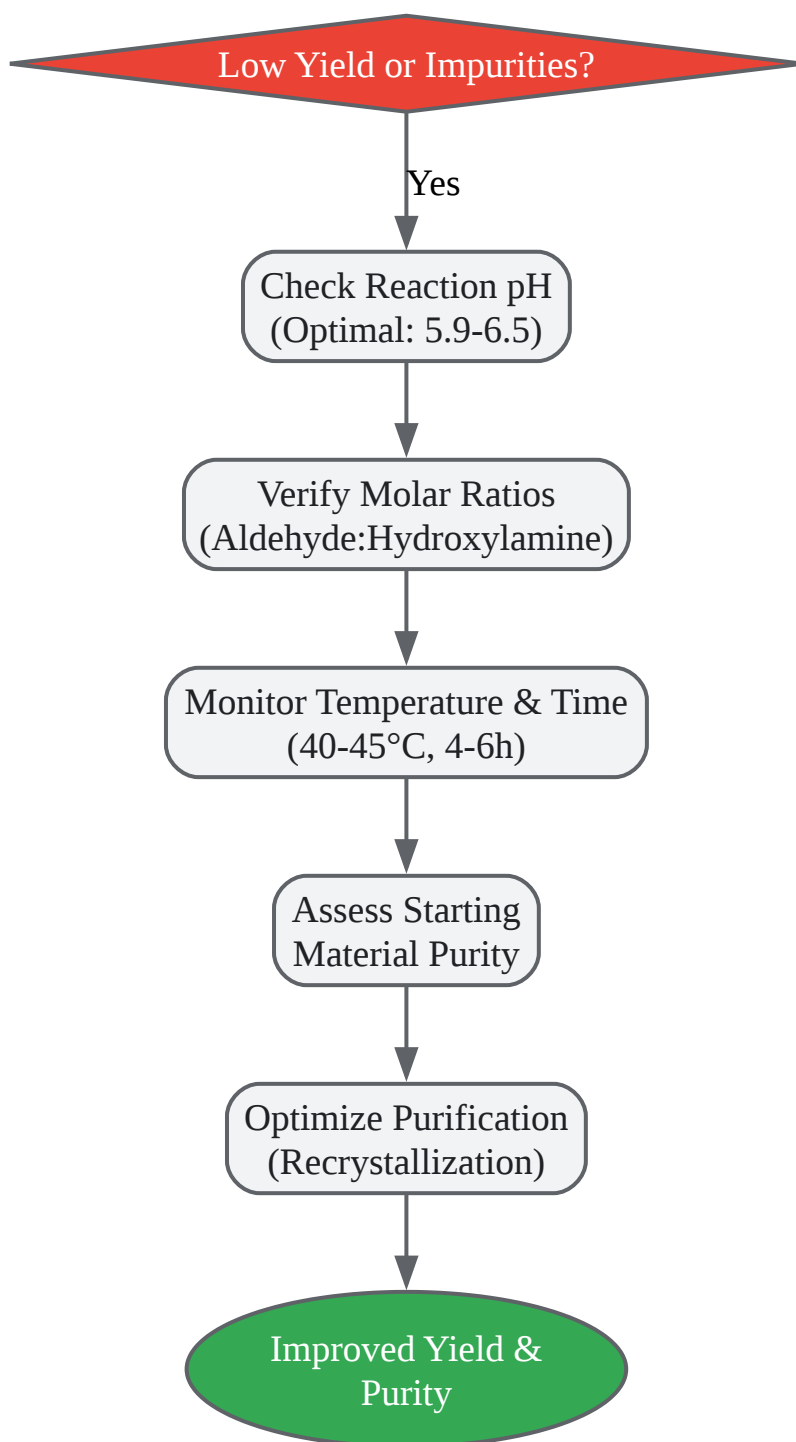 Low Yield or Impurities?
Yes
Check Reaction pH
(Optimal: 5.9-6.5)
Verify Molar Ratios
(Aldehyde:Hydroxylamine)
Monitor Temperature & Time
(40-45°C, 4-6h)
Assess Starting
Material Purity
Optimize Purification
(Recrystallization)
Improved Yield &
Purity